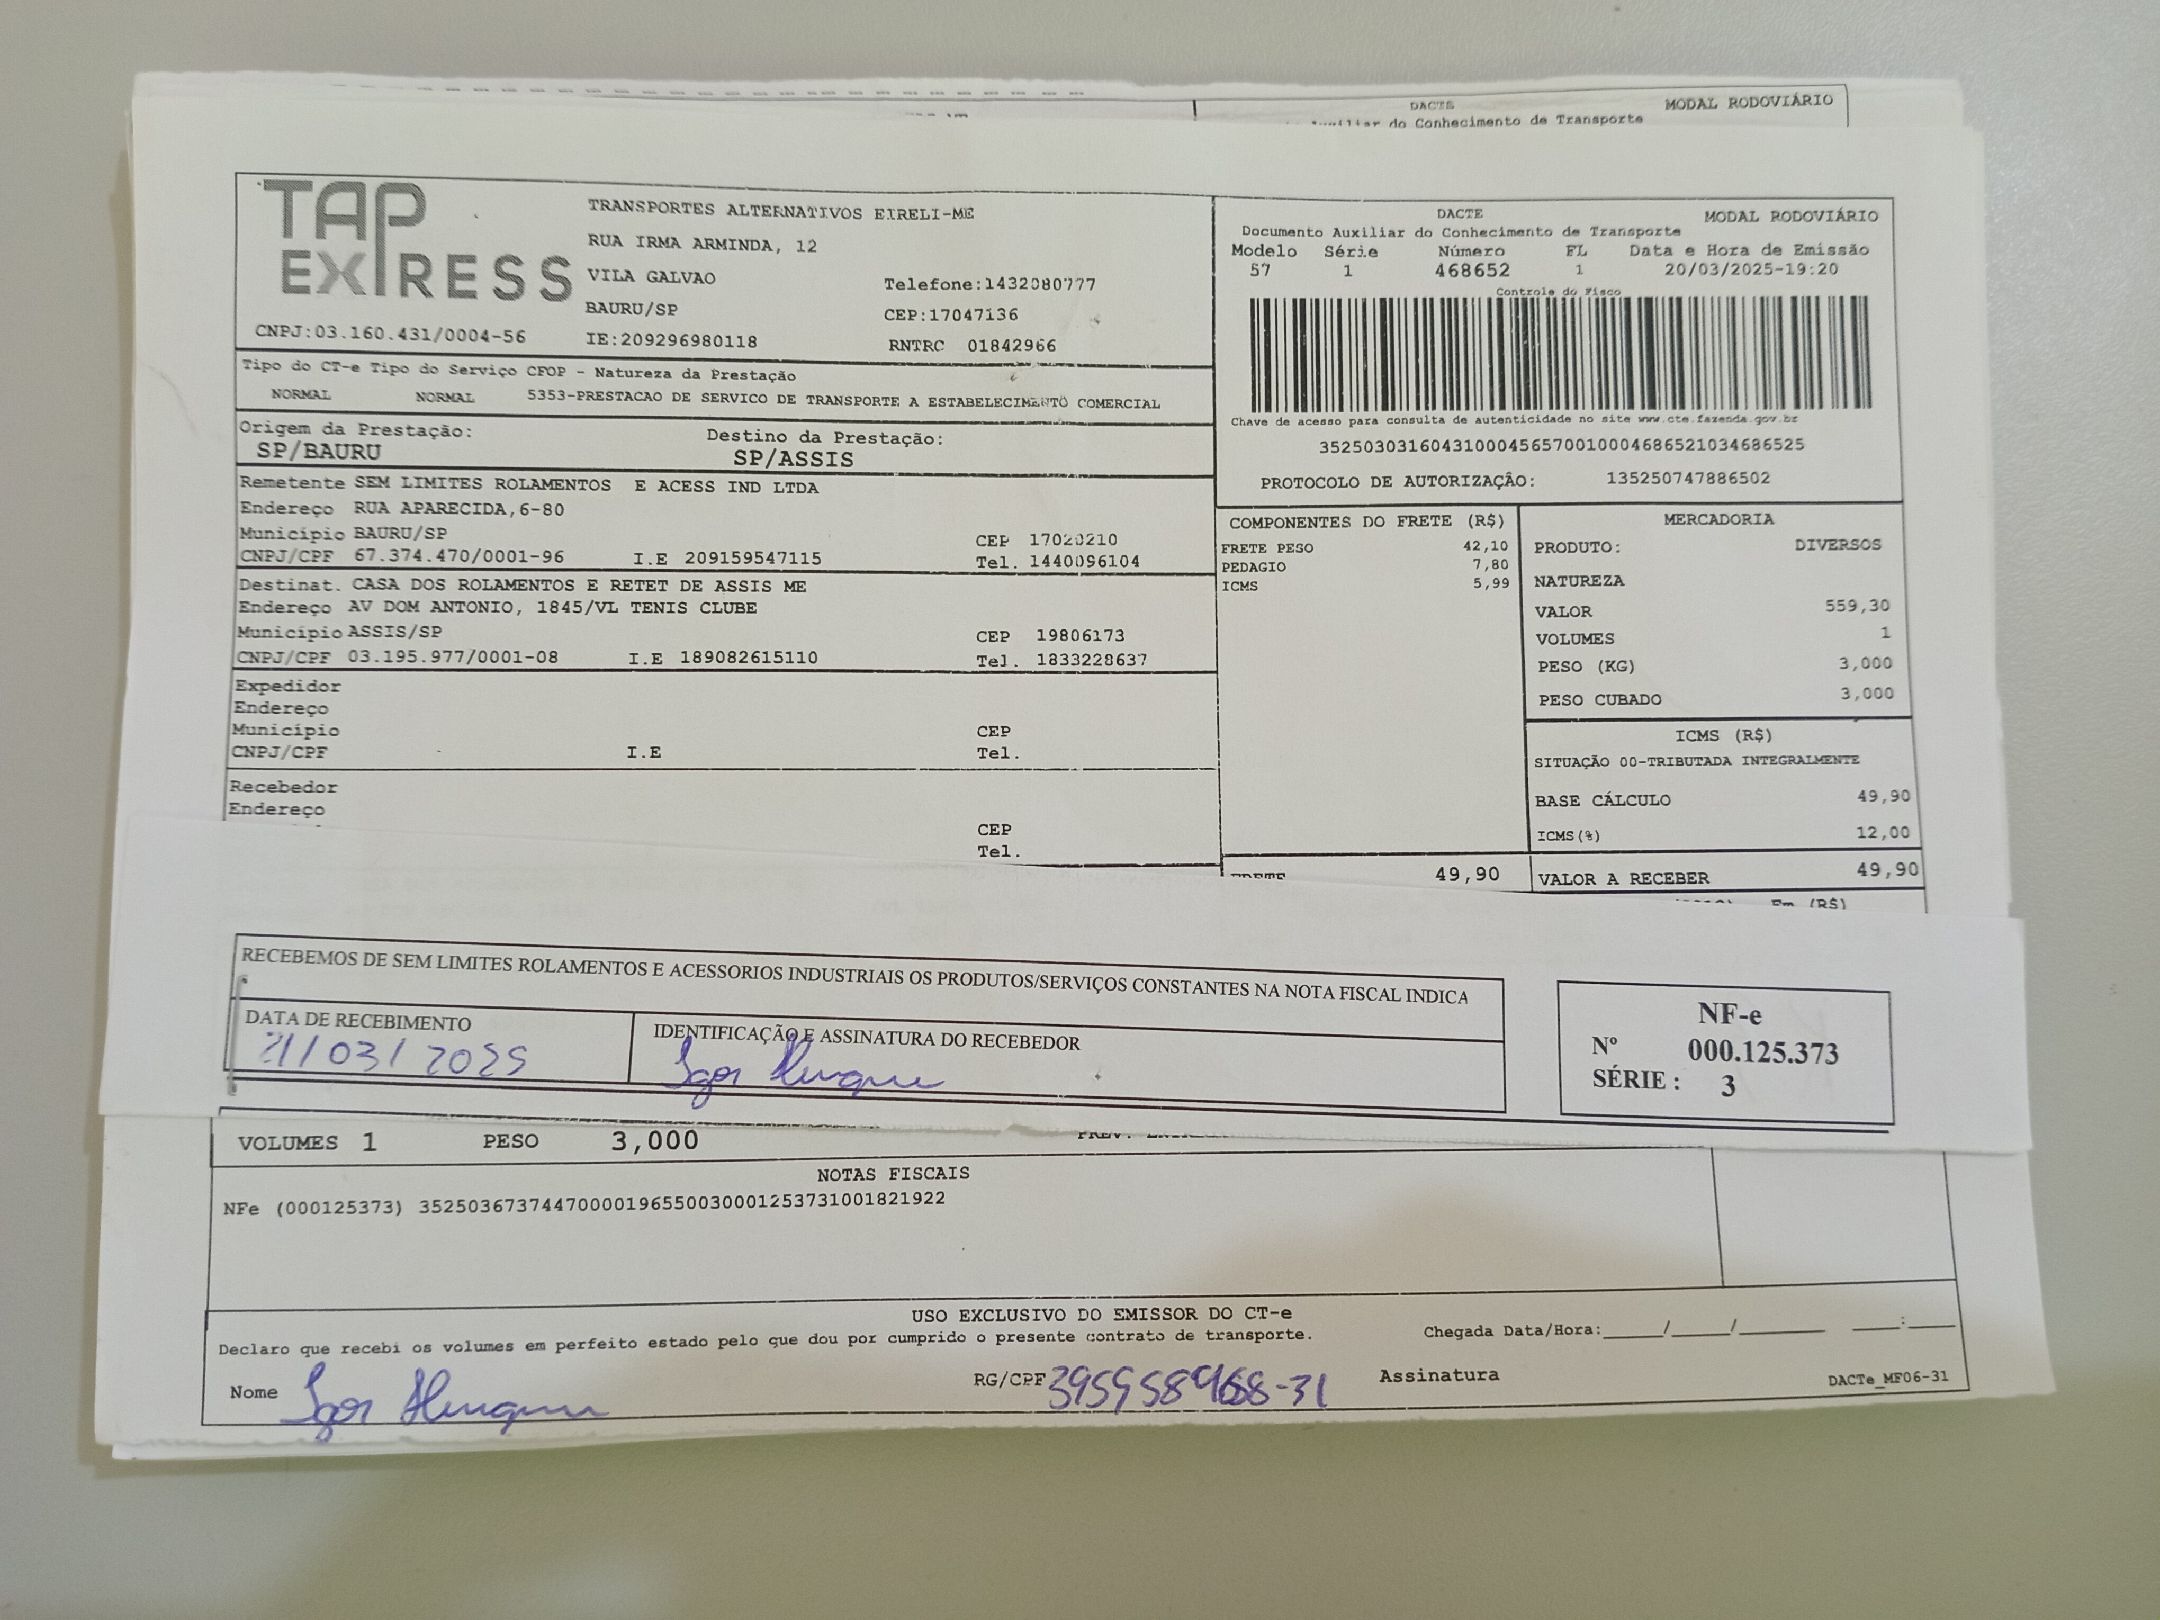 DACTE
MODAL RODOVIÁRIO
do Conhecimento de Transporte
TAP EXPRESS
CNPJ:03.160.431/0004-56
TRANSPORTES ALTERNATIVOS EIRELI-ME
RUA IRMA ARMINDA, 12
VILA GALVAO
Telefone:1432080777
BAURU/SP
CEP:17047136
IE:209296980118
RNTRC 01842966
DACTE
MODAL RODOVIÁRIO
Documento Auxiliar do Conhecimento de Transporte
Modelo Série Número FL Data e Hora de Emissão
57 1 468652 1 20/03/2025-19:20
Controle do Fisco
Chave de acesso para consulta de autenticidade no site www.cte.fazenda.gov.br
35250303160431000456570010004686521034686525
PROTOCOLO DE AUTORIZAÇÃO: 135250747886502
Tipo do CT-e Tipo do Serviço CFOP - Natureza da Prestação
NORMAL NORMAL 5353-PRESTACAO DE SERVICO DE TRANSPORTE A ESTABELECIMENTO COMERCIAL
Origem da Prestação: Destino da Prestação:
SP/BAURU SP/ASSIS
Remetente SEM LIMITES ROLAMENTOS E ACESS IND LTDA
Endereço RUA APARECIDA,6-80
Município BAURU/SP CEP 17020210
CNPJ/CPF 67.374.470/0001-96 I.E 209159547115 Tel. 1440096104
Destinat. CASA DOS ROLAMENTOS E RETET DE ASSIS ME
Endereço AV DOM ANTONIO, 1845/VL TENIS CLUBE
Município ASSIS/SP CEP 19806173
CNPJ/CPF 03.195.977/0001-08 I.E 189082615110 Tel. 1833228637
Expedidor
Endereço
Município CEP
CNPJ/CPF I.E Tel.
Recebedor
Endereço
CEP
Tel.
COMPONENTES DO FRETE (R$)
FRETE PESO 42,10
PEDAGIO 7,80
ICMS 5,99
MERCADORIA
PRODUTO: DIVERSOS
NATUREZA
VALOR 559,30
VOLUMES 1
PESO (KG) 3,000
PESO CUBADO 3,000
ICMS (R$)
SITUAÇÃO 00-TRIBUTADA INTEGRALMENTE
BASE CÁLCULO 49,90
ICMS(%) 12,00
49,90 VALOR A RECEBER 49,90
Em (R$)
RECEBEMOS DE SEM LIMITES ROLAMENTOS E ACESSORIOS INDUSTRIAIS OS PRODUTOS/SERVIÇOS CONSTANTES NA NOTA FISCAL INDICA
DATA DE RECEBIMENTO
21/03/2025
IDENTIFICAÇÃO E ASSINATURA DO RECEBEDOR
Igor
NF-e
Nº 000.125.373
SÉRIE : 3
VOLUMES 1 PESO 3,000
NOTAS FISCAIS
NFe (000125373) 35250367374470000196550030001253731001821922
USO EXCLUSIVO DO EMISSOR DO CT-e
Declaro que recebi os volumes em perfeito estado pelo que dou por cumprido o presente contrato de transporte.
Chegada Data/Hora:_____/_____/_______ ____:____
Nome Igor
RG/CPF 395958968-31
Assinatura
DACTe_MF06-31